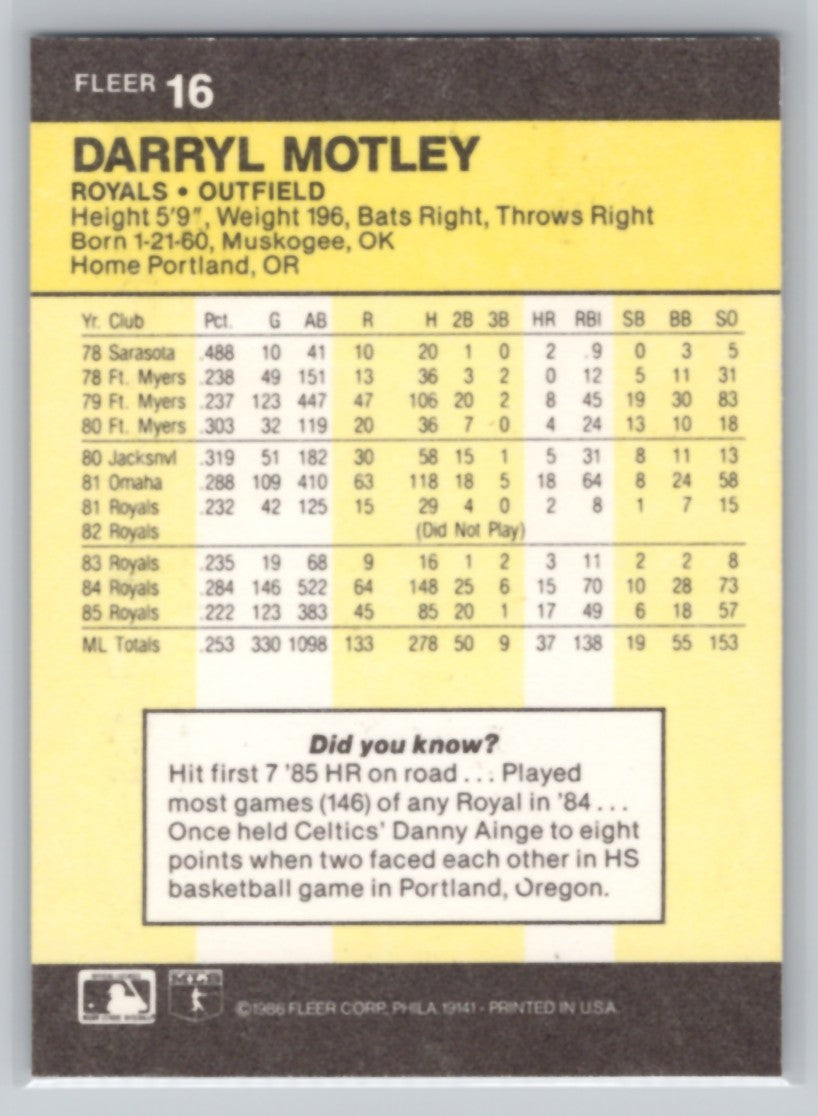 FLEER 16
DARRYL MOTLEY
ROYALS • OUTFIELD
Height 5'9", Weight 196, Bats Right, Throws Right
Born 1-21-60, Muskogee, OK
Home Portland, OR
Yr. Club Pct. G AB R H 2B 3B HR RBI SB BB SO
78 Sarasota .488 10 41 10 20 1 0 2 .9 0 3 5
78 Ft. Myers .238 49 151 13 36 3 2 0 12 5 11 31
79 Ft. Myers .237 123 447 47 106 20 2 8 45 19 30 83
80 Ft. Myers .303 32 119 20 36 7 0 4 24 13 10 18
80 Jacksnvl .319 51 182 30 58 15 1 5 31 8 11 13
81 Omaha .288 109 410 63 118 18 5 18 64 8 24 58
81 Royals .232 42 125 15 29 4 0 2 8 1 7 15
82 Royals (Did Not Play)
83 Royals .235 19 68 9 16 1 2 3 11 2 2 8
84 Royals .284 146 522 64 148 25 6 15 70 10 28 73
85 Royals .222 123 383 45 85 20 1 17 49 6 18 57
ML Totals .253 330 1098 133 278 50 9 37 138 19 55 153
Did you know?
Hit first 7 '85 HR on road . . . Played
most games (146) of any Royal in '84 . . .
Once held Celtics' Danny Ainge to eight
points when two faced each other in HS
basketball game in Portland, Oregon.
©1986 FLEER CORP. PHILA. 19141 - PRINTED IN U.S.A.